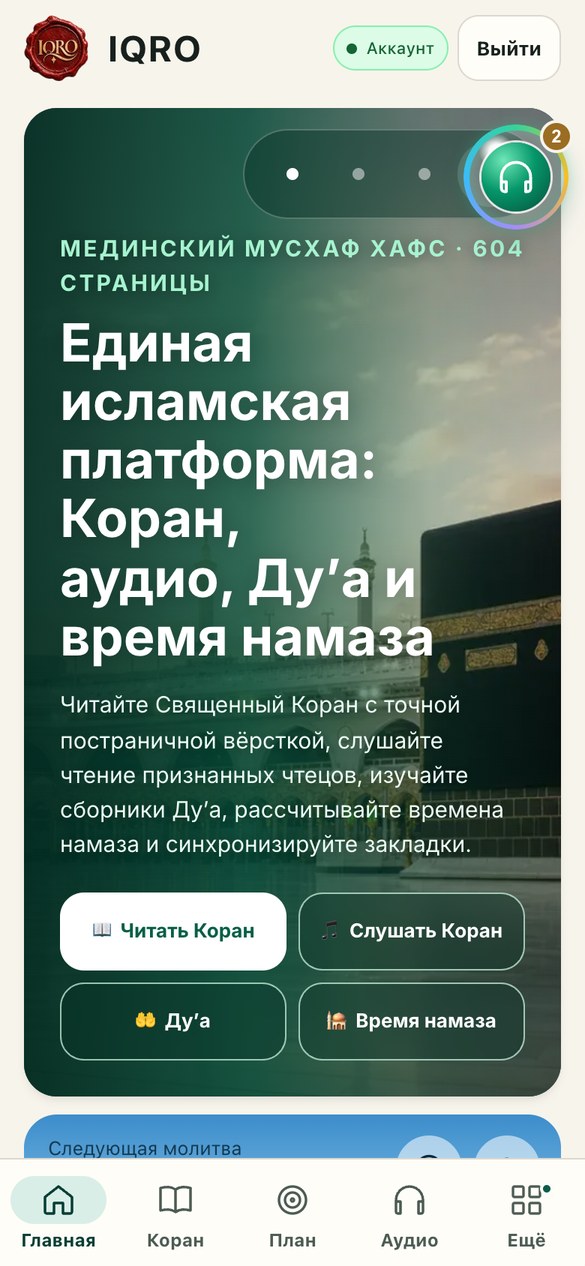 IQRO
IQRO
Аккаунт
Выйти
2
МЕДИНСКИЙ МУСХАФ ХАФС · 604
СТРАНИЦЫ
Единая
исламская
платформа:
Коран,
аудио, Ду’а и
время намаза
Читайте Священный Коран с точной
постраничной вёрсткой, слушайте
чтение признанных чтецов, изучайте
сборники Ду’а, рассчитывайте времена
намаза и синхронизируйте закладки.
Читать Коран
Слушать Коран
Ду’а
Время намаза
Следующая молитва
Главная
Коран
План
Аудио
Ещё